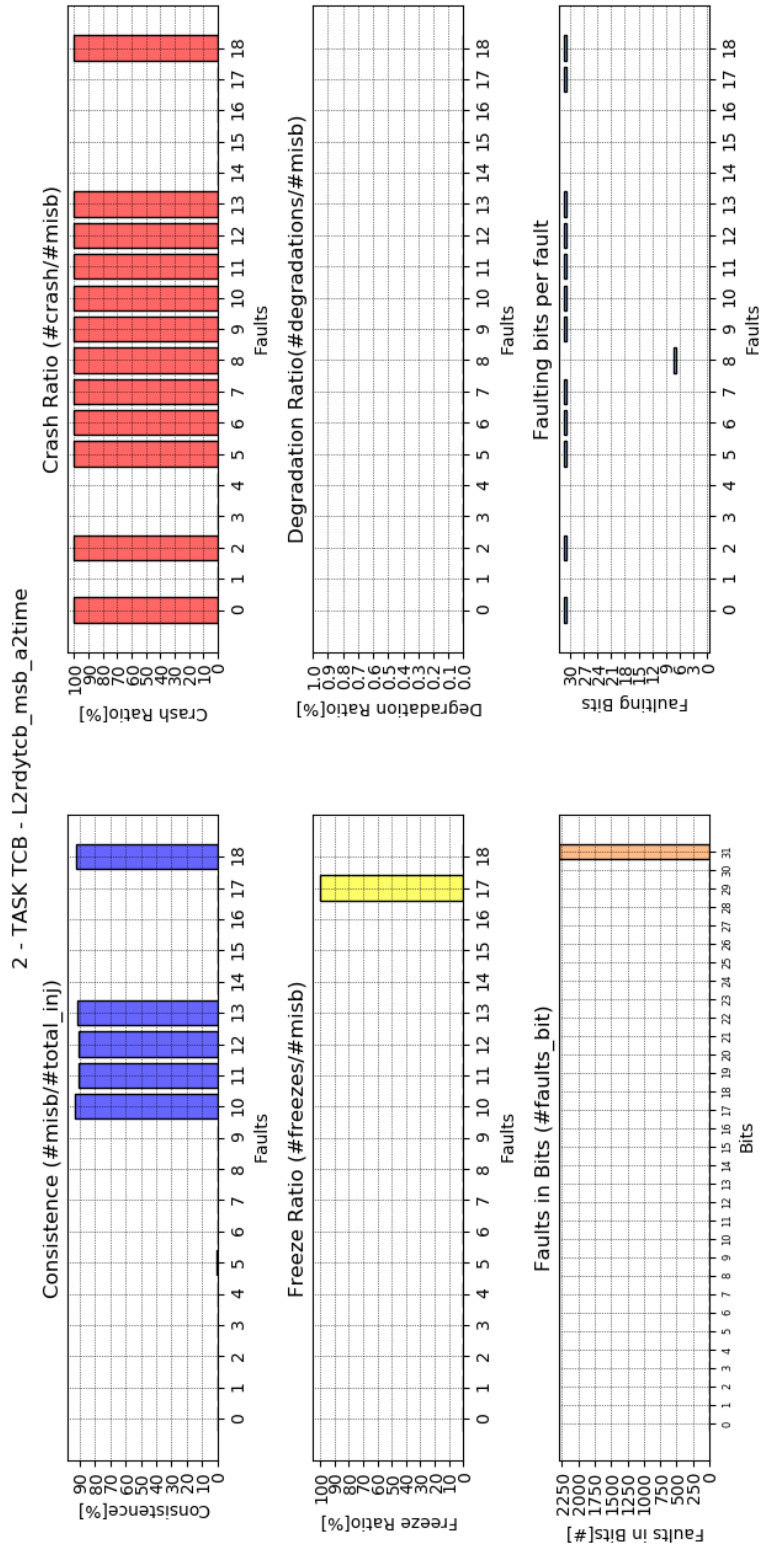 2 - TASK TCB - L2rdytcb_msb_a2time
Consistence (#misb/#total_inj)
Consistence[%]
90
80
70
60
50
40
30
20
10
0
0 1 2 3 4 5 6 7 8 9 10 11 12 13 14 15 16 17 18
Faults
Crash Ratio (#crash/#misb)
Crash Ratio[%]
100
90
80
70
60
50
40
30
20
10
0
0 1 2 3 4 5 6 7 8 9 10 11 12 13 14 15 16 17 18
Faults
Freeze Ratio (#freezes/#misb)
Freeze Ratio[%]
100
90
80
70
60
50
40
30
20
10
0
0 1 2 3 4 5 6 7 8 9 10 11 12 13 14 15 16 17 18
Faults
Degradation Ratio(#degradations/#misb)
Degradation Ratio[%]
1.0
0.9
0.8
0.7
0.6
0.5
0.4
0.3
0.2
0.1
0.0
0 1 2 3 4 5 6 7 8 9 10 11 12 13 14 15 16 17 18
Faults
Faults in Bits (#faults_bit)
Faults in Bits[#]
2250
2000
1750
1500
1250
1000
750
500
250
0
0 1 2 3 4 5 6 7 8 9 10 11 12 13 14 15 16 17 18 19 20 21 22 23 24 25 26 27 28 29 30 31
Bits
Faulting bits per fault
Faulting Bits
30
27
24
21
18
15
12
9
6
3
0
0 1 2 3 4 5 6 7 8 9 10 11 12 13 14 15 16 17 18
Faults